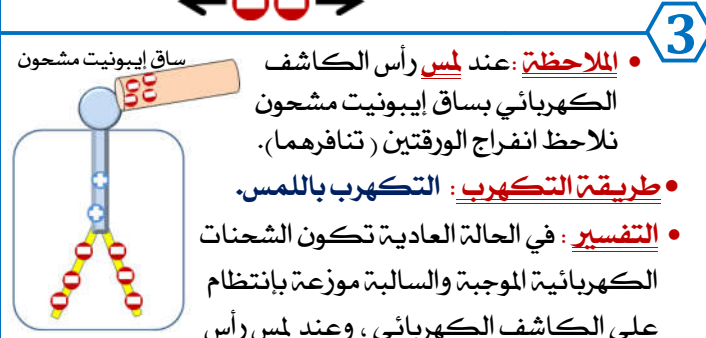 3
ساق إيبونيت مشحون
• الملاحظة :عند لمس رأس الكاشف
الكهربائي بساق إيبونيت مشحون
نلاحظ انفراج الورقتين ( تنافرهما).
• طريقة التكهرب : التكهرب باللمس.
• التفسير : في الحالة العادية تكون الشحنات
الكهربائية الموجبة والسالبة موزعة بإنتظام
على الكاشف الكهربائي ، وعند لمس رأس